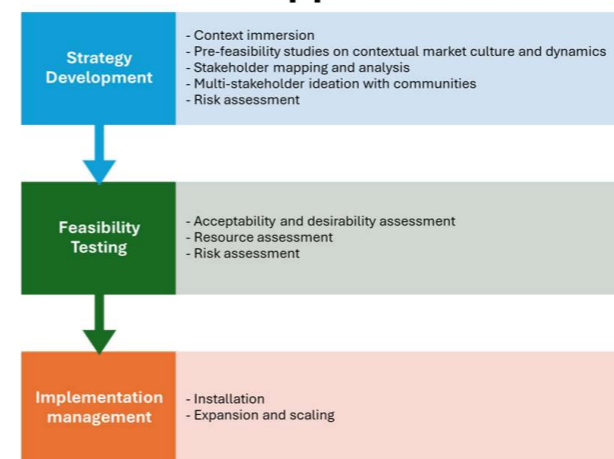 Strategy
Development
- Context immersion
- Pre-feasibility studies on contextual market culture and dynamics
- Stakeholder mapping and analysis
- Multi-stakeholder ideation with communities
- Risk assessment
Feasibility
Testing
- Acceptability and desirability assessment
- Resource assessment
- Risk assessment
Implementation
management
- Installation
- Expansion and scaling